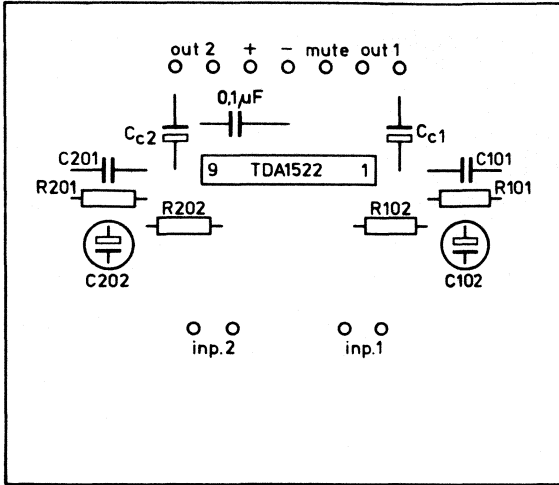 out 2 + − mute out 1
0,1µF
Cc2
Cc1
C201
9 TDA1522 1
C101
R201
R101
R202
R102
C202
C102
inp.2
inp.1